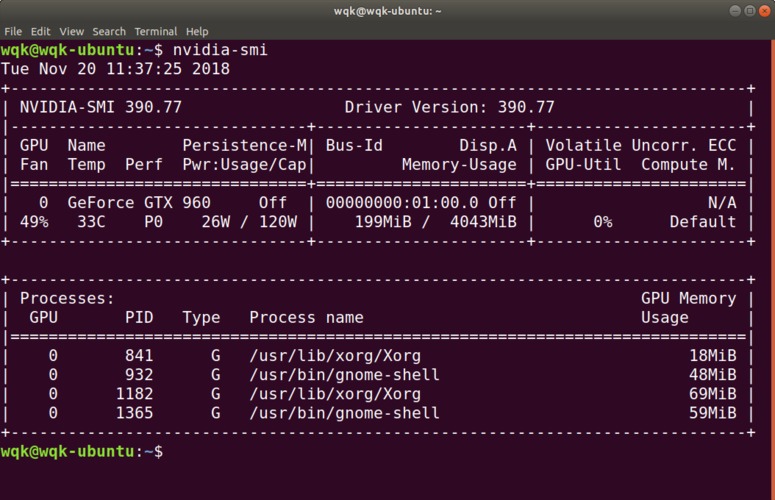 wqk@wqk-ubuntu: ~
File Edit View Search Terminal Help
wqk@wqk-ubuntu:~$ nvidia-smi
Tue Nov 20 11:37:25 2018
+-----------------------------------------------------------------------------+
| NVIDIA-SMI 390.77                 Driver Version: 390.77                    |
|-------------------------------+----------------------+----------------------+
| GPU  Name        Persistence-M| Bus-Id        Disp.A | Volatile Uncorr. ECC |
| Fan  Temp  Perf  Pwr:Usage/Cap|         Memory-Usage | GPU-Util  Compute M. |
|===============================+======================+======================|
|   0  GeForce GTX 960     Off  | 00000000:01:00.0 Off |                  N/A |
| 49%   33C    P0    26W / 120W |    199MiB /  4043MiB |      0%      Default |
+-------------------------------+----------------------+----------------------+
+-----------------------------------------------------------------------------+
| Processes:                                                       GPU Memory |
|  GPU       PID   Type   Process name                             Usage      |
|=============================================================================|
|    0       841      G   /usr/lib/xorg/Xorg                            18MiB |
|    0       932      G   /usr/bin/gnome-shell                          48MiB |
|    0      1182      G   /usr/lib/xorg/Xorg                            69MiB |
|    0      1365      G   /usr/bin/gnome-shell                          59MiB |
+-----------------------------------------------------------------------------+
wqk@wqk-ubuntu:~$